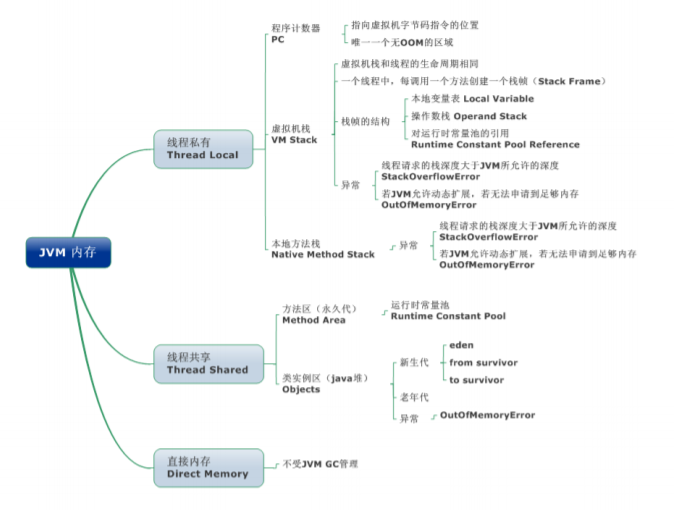 JVM 内存
线程私有
Thread Local
程序计数器
PC
指向虚拟机字节码指令的位置
唯一一个无OOM的区域
虚拟机栈
VM Stack
虚拟机栈和线程的生命周期相同
一个线程中，每调用一个方法创建一个栈帧（Stack Frame）
栈帧的结构
本地变量表 Local Variable
操作数栈 Operand Stack
对运行时常量池的引用
Runtime Constant Pool Reference
异常
线程请求的栈深度大于JVM所允许的深度
StackOverflowError
若JVM允许动态扩展，若无法申请到足够内存
OutOfMemoryError
本地方法栈
Native Method Stack
异常
线程请求的栈深度大于JVM所允许的深度
StackOverflowError
若JVM允许动态扩展，若无法申请到足够内存
OutOfMemoryError
线程共享
Thread Shared
方法区（永久代）
Method Area
运行时常量池
Runtime Constant Pool
类实例区（java堆）
Objects
新生代
eden
from survivor
to survivor
老年代
异常
OutOfMemoryError
直接内存
Direct Memory
不受JVM GC管理